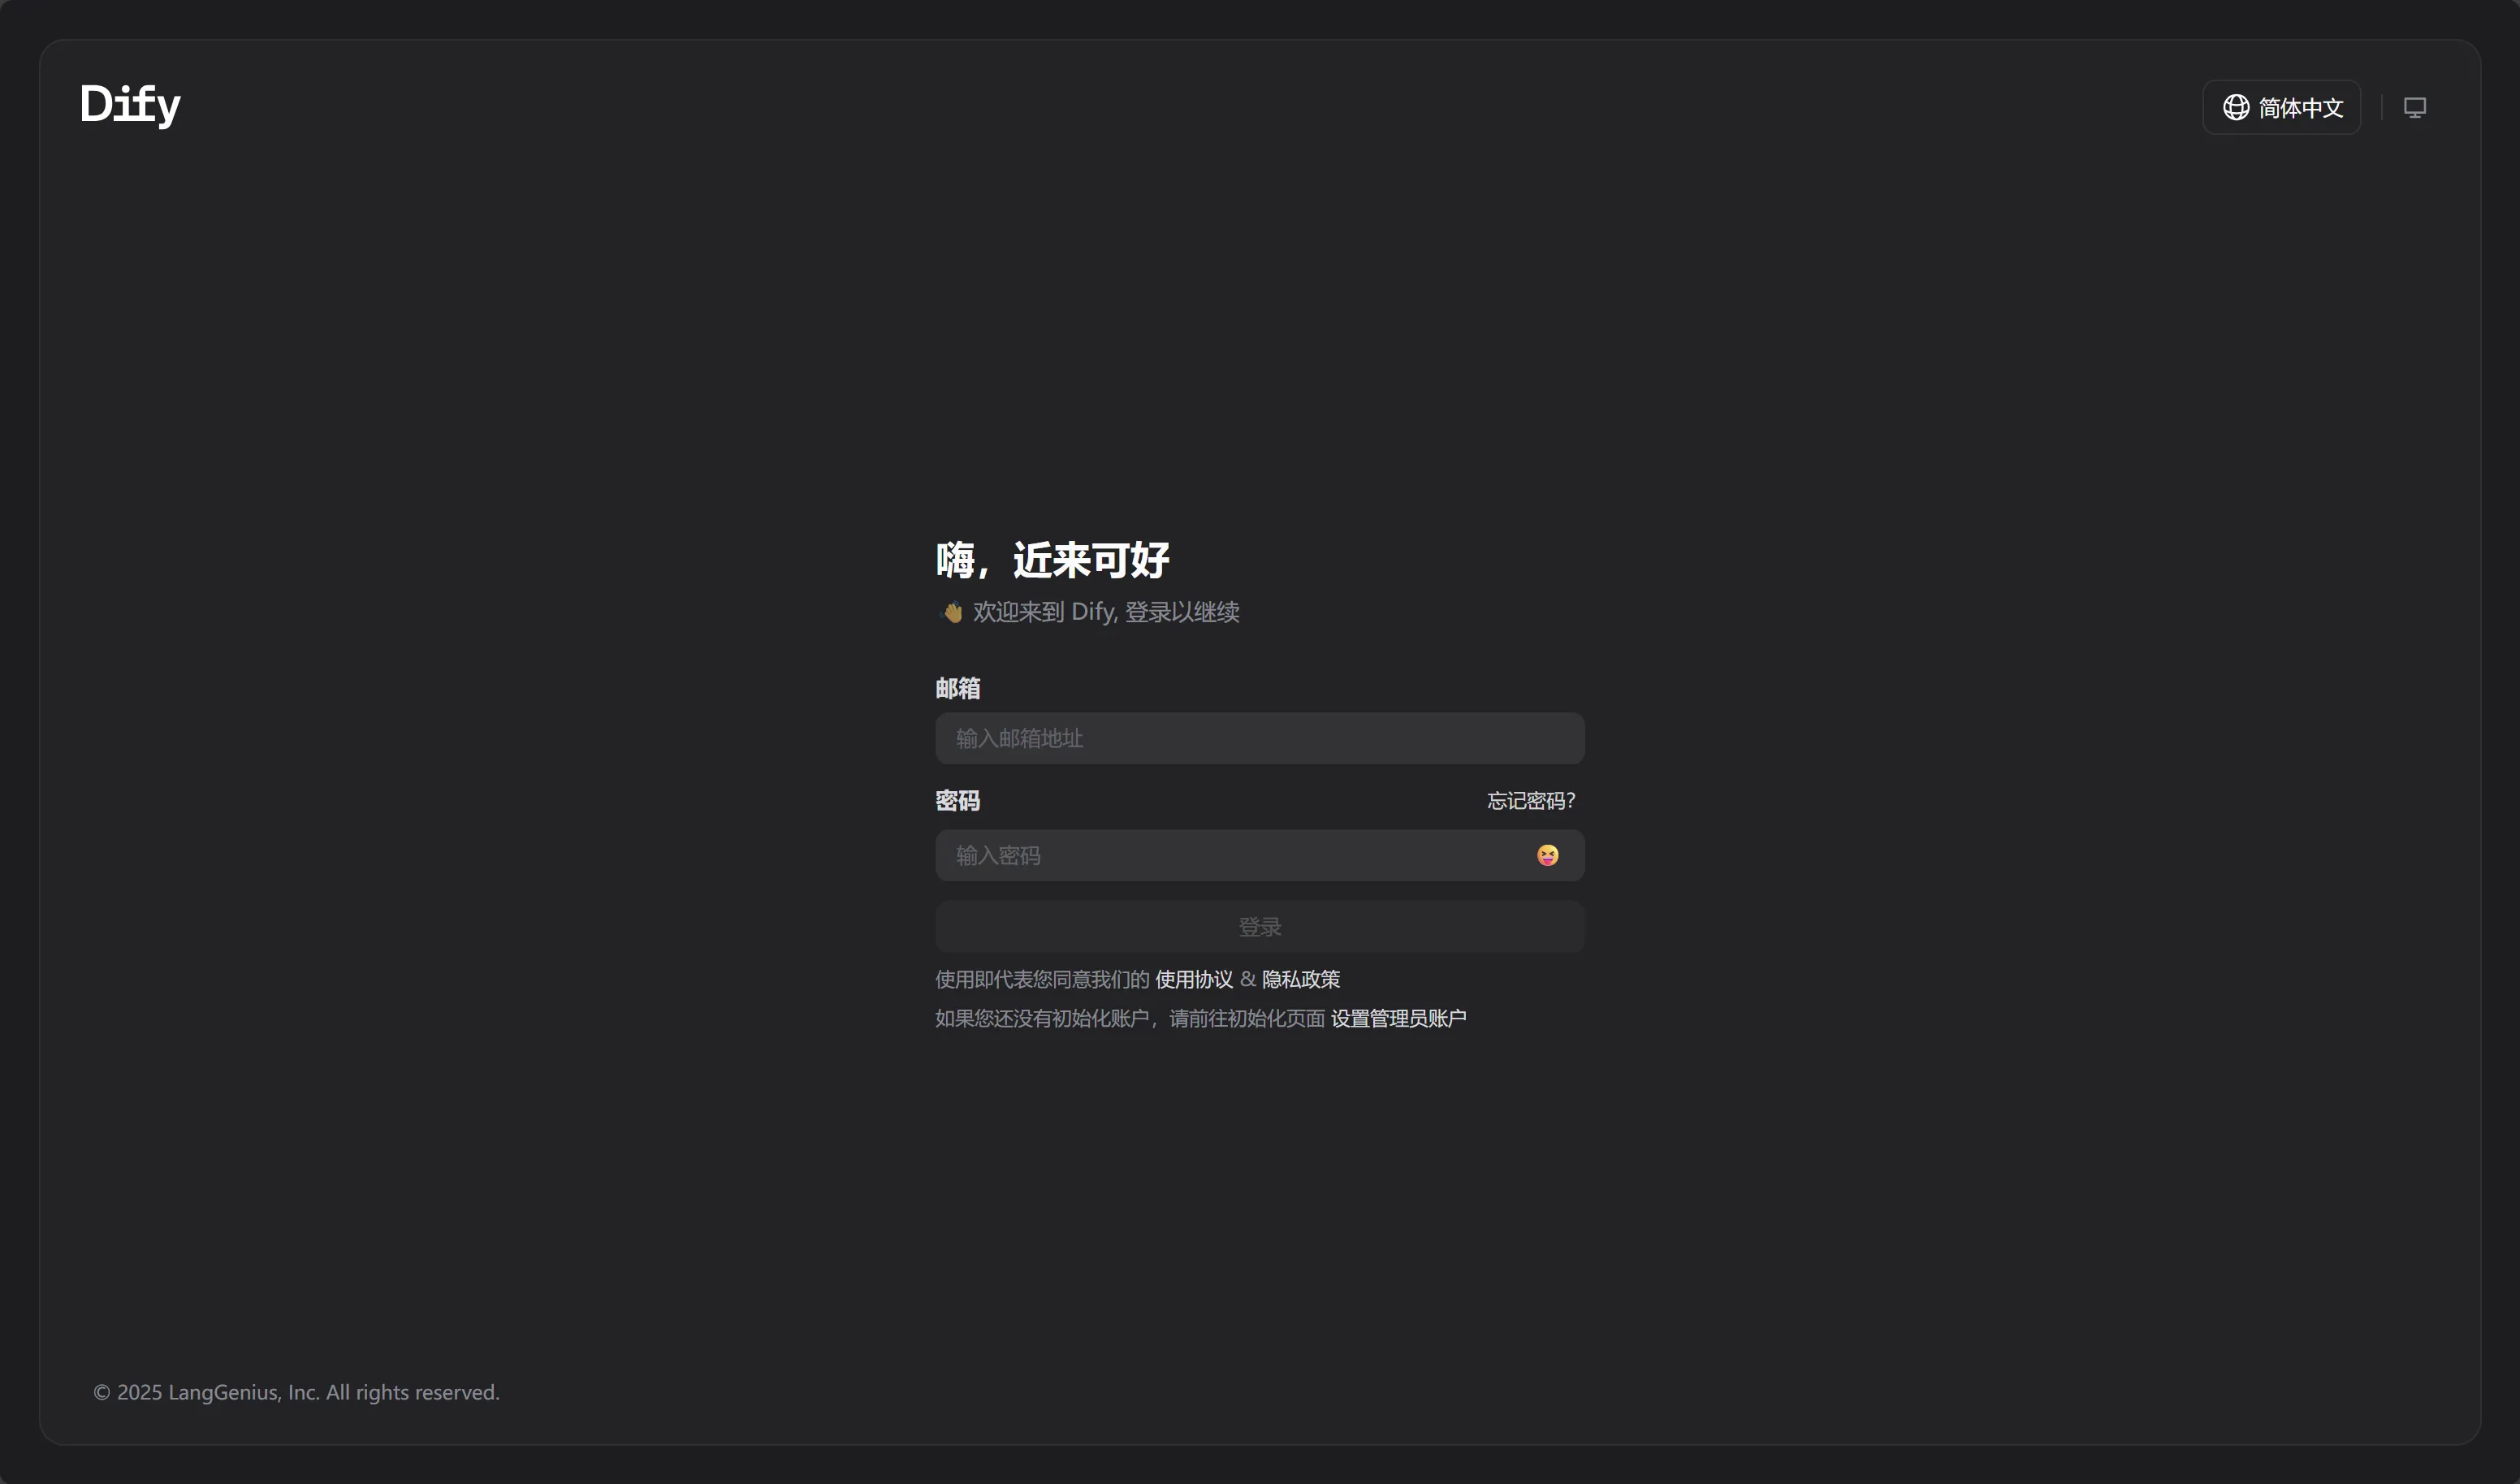 Dify
简体中文
嗨，近来可好
👋 欢迎来到 Dify, 登录以继续
邮箱
输入邮箱地址
密码
忘记密码？
输入密码
登录
使用即代表您同意我们的 使用协议 & 隐私政策
如果您还没有初始化账户，请前往初始化页面 设置管理员账户
© 2025 LangGenius, Inc. All rights reserved.